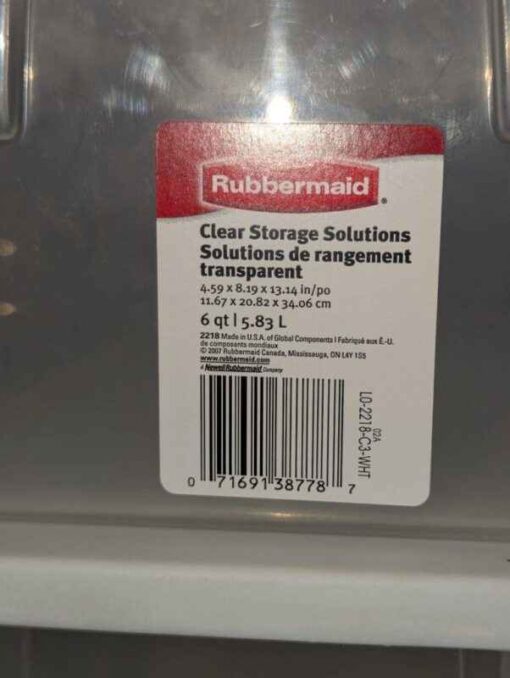 Rubbermaid®
Clear Storage Solutions
Solutions de rangement
transparent
4.59 x 8.19 x 13.14 in/po
11.67 x 20.82 x 34.06 cm
6 qt | 5.83 L
2218 Made in U.S.A. of Global Components | Fabriqué aux É.-U.
de composants mondiaux
© 2007 Rubbermaid Canada, Mississauga, ON L4Y 1S5
www.rubbermaid.com
A NewellRubbermaid Company
02A
LO-2218-C3-WHT
0 71691 38778 7